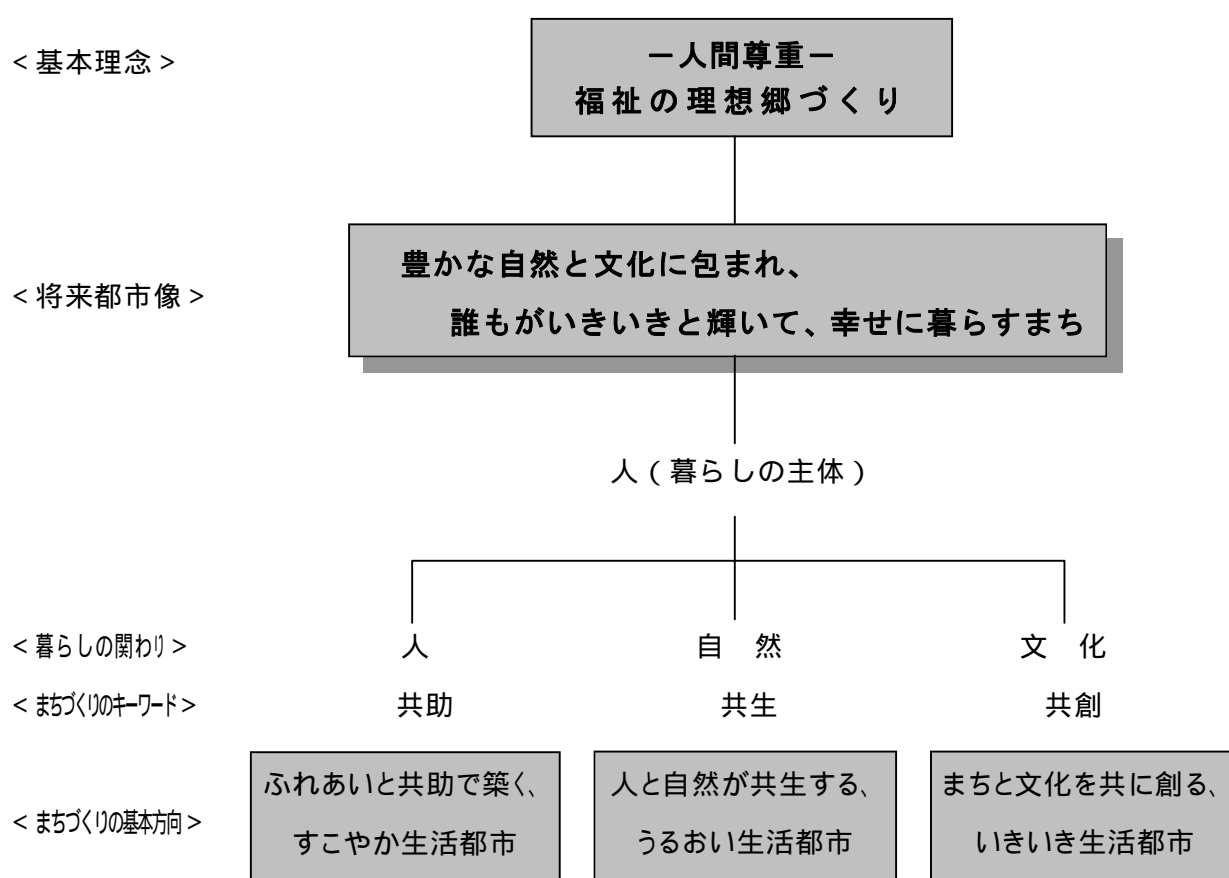 ＜基本理念＞
－人間尊重－
福祉の理想郷づくり
＜将来都市像＞
豊かな自然と文化に包まれ、
誰もがいきいきと輝いて、幸せに暮らすまち
人（暮らしの主体）
＜暮らしの関わり＞ 人 自　然 文　化
＜まちづくりのキーワード＞ 共助 共生 共創
＜まちづくりの基本方向＞
ふれあいと共助で築く、
すこやか生活都市
人と自然が共生する、
うるおい生活都市
まちと文化を共に創る、
いきいき生活都市